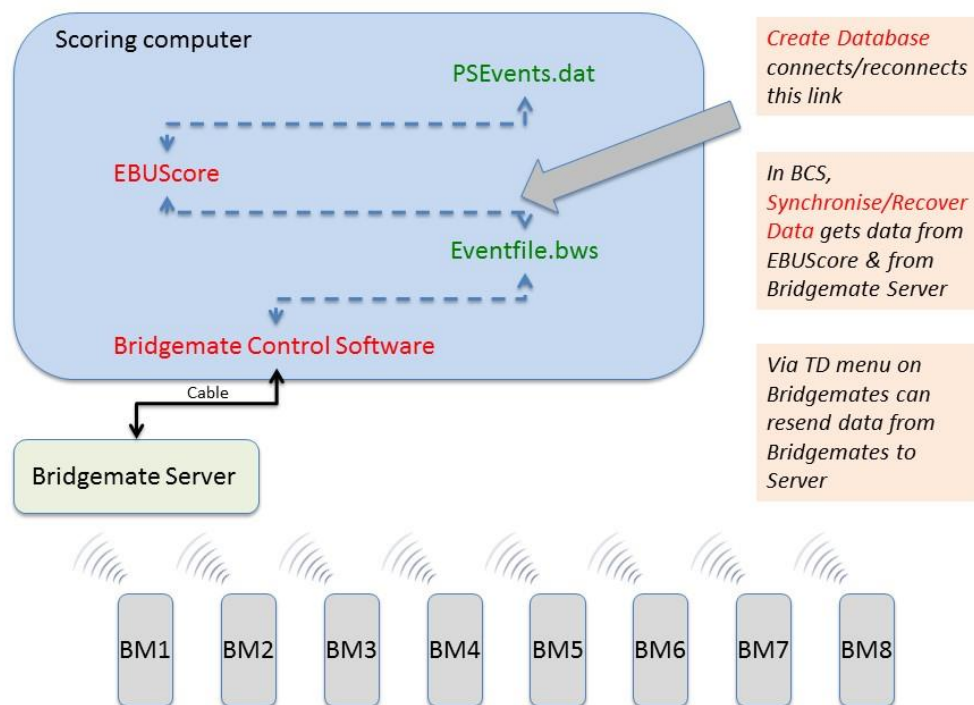 Scoring computer
PSEvents.dat
EBUScore
Eventfile.bws
Bridgemate Control Software
Cable
Bridgemate Server
Create Database
connects/reconnects
this link
In BCS,
Synchronise/Recover
Data gets data from
EBUScore & from
Bridgemate Server
Via TD menu on
Bridgemates can
resend data from
Bridgemates to
Server
BM1
BM2
BM3
BM4
BM5
BM6
BM7
BM8